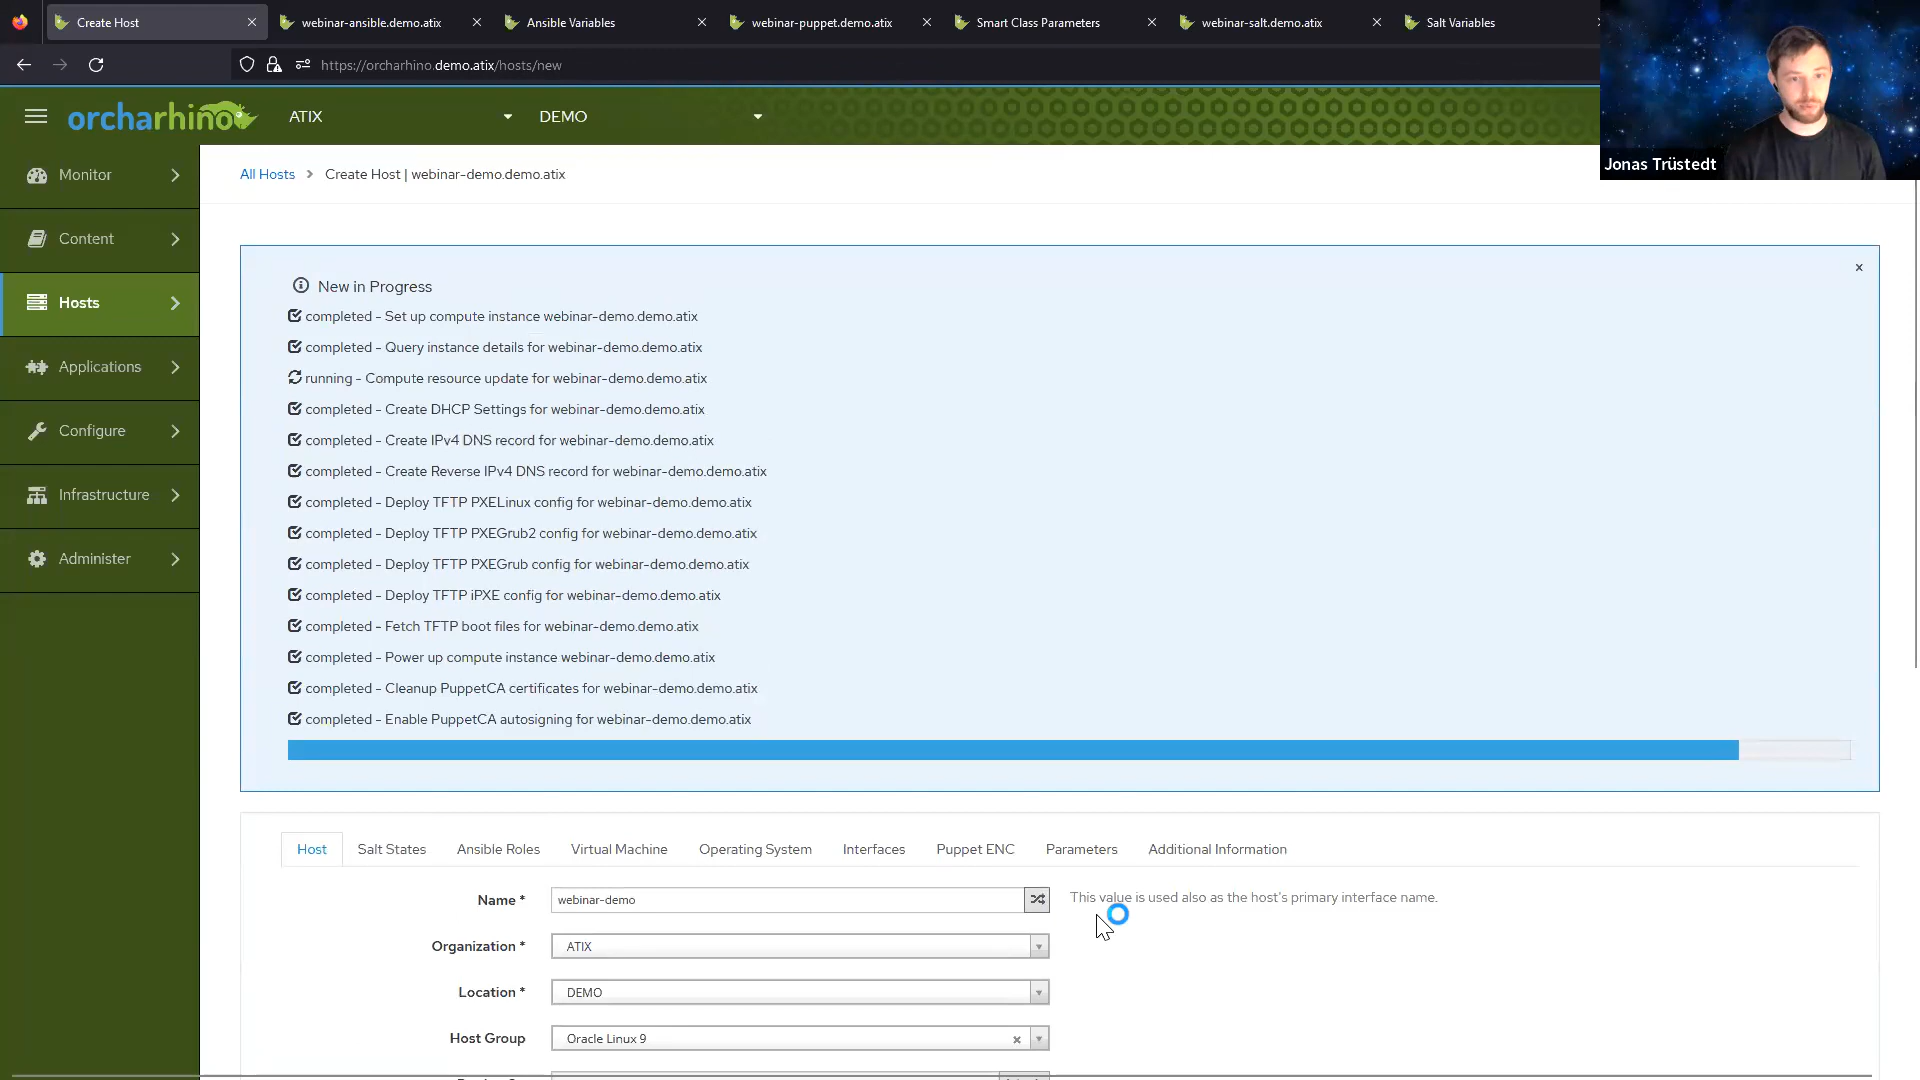 Create Host
webinar-ansible.demo.atix
Ansible Variables
webinar-puppet.demo.atix
Smart Class Parameters
webinar-salt.demo.atix
Salt Variables
https://orcharhino.demo.atix/hosts/new
Jonas Trüstedt
orcharhino
ATIX
DEMO
Monitor
Content
Hosts
Applications
Configure
Infrastructure
Administer
All Hosts > Create Host | webinar-demo.demo.atix
New in Progress
completed - Set up compute instance webinar-demo.demo.atix
completed - Query instance details for webinar-demo.demo.atix
running - Compute resource update for webinar-demo.demo.atix
completed - Create DHCP Settings for webinar-demo.demo.atix
completed - Create IPv4 DNS record for webinar-demo.demo.atix
completed - Create Reverse IPv4 DNS record for webinar-demo.demo.atix
completed - Deploy TFTP PXELinux config for webinar-demo.demo.atix
completed - Deploy TFTP PXEGrub2 config for webinar-demo.demo.atix
completed - Deploy TFTP PXEGrub config for webinar-demo.demo.atix
completed - Deploy TFTP iPXE config for webinar-demo.demo.atix
completed - Fetch TFTP boot files for webinar-demo.demo.atix
completed - Power up compute instance webinar-demo.demo.atix
completed - Cleanup PuppetCA certificates for webinar-demo.demo.atix
completed - Enable PuppetCA autosigning for webinar-demo.demo.atix
Host
Salt States
Ansible Roles
Virtual Machine
Operating System
Interfaces
Puppet ENC
Parameters
Additional Information
Name *
webinar-demo
This value is used also as the host's primary interface name.
Organization *
ATIX
Location *
DEMO
Host Group
Oracle Linux 9